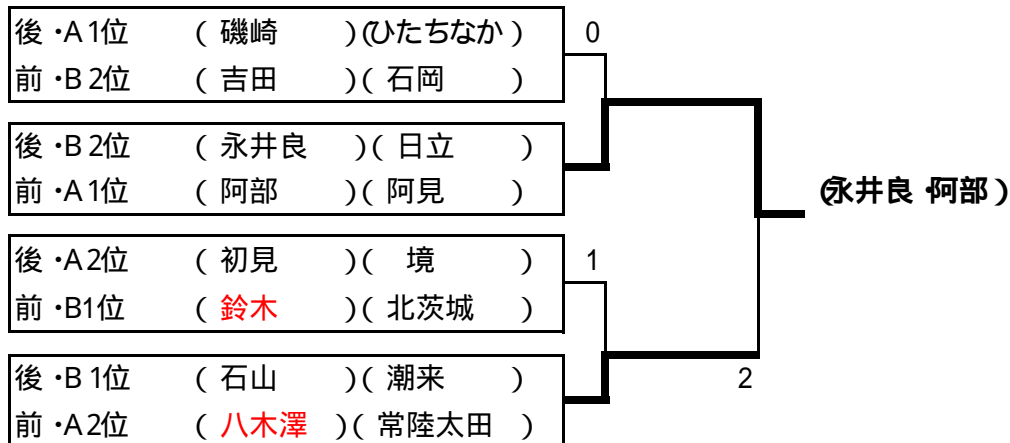 後・A1位 ( 磯崎 )(ひたちなか) 0
前・B2位 ( 吉田 )( 石岡 )
後・B2位 ( 永井良 )( 日立 )
前・A1位 ( 阿部 )( 阿見 )
(永井良・阿部)
後・A2位 ( 初見 )( 境 ) 1
前・B1位 ( 鈴木 )( 北茨城 )
後・B1位 ( 石山 )( 潮来 ) 2
前・A2位 ( 八木澤 )( 常陸太田 )